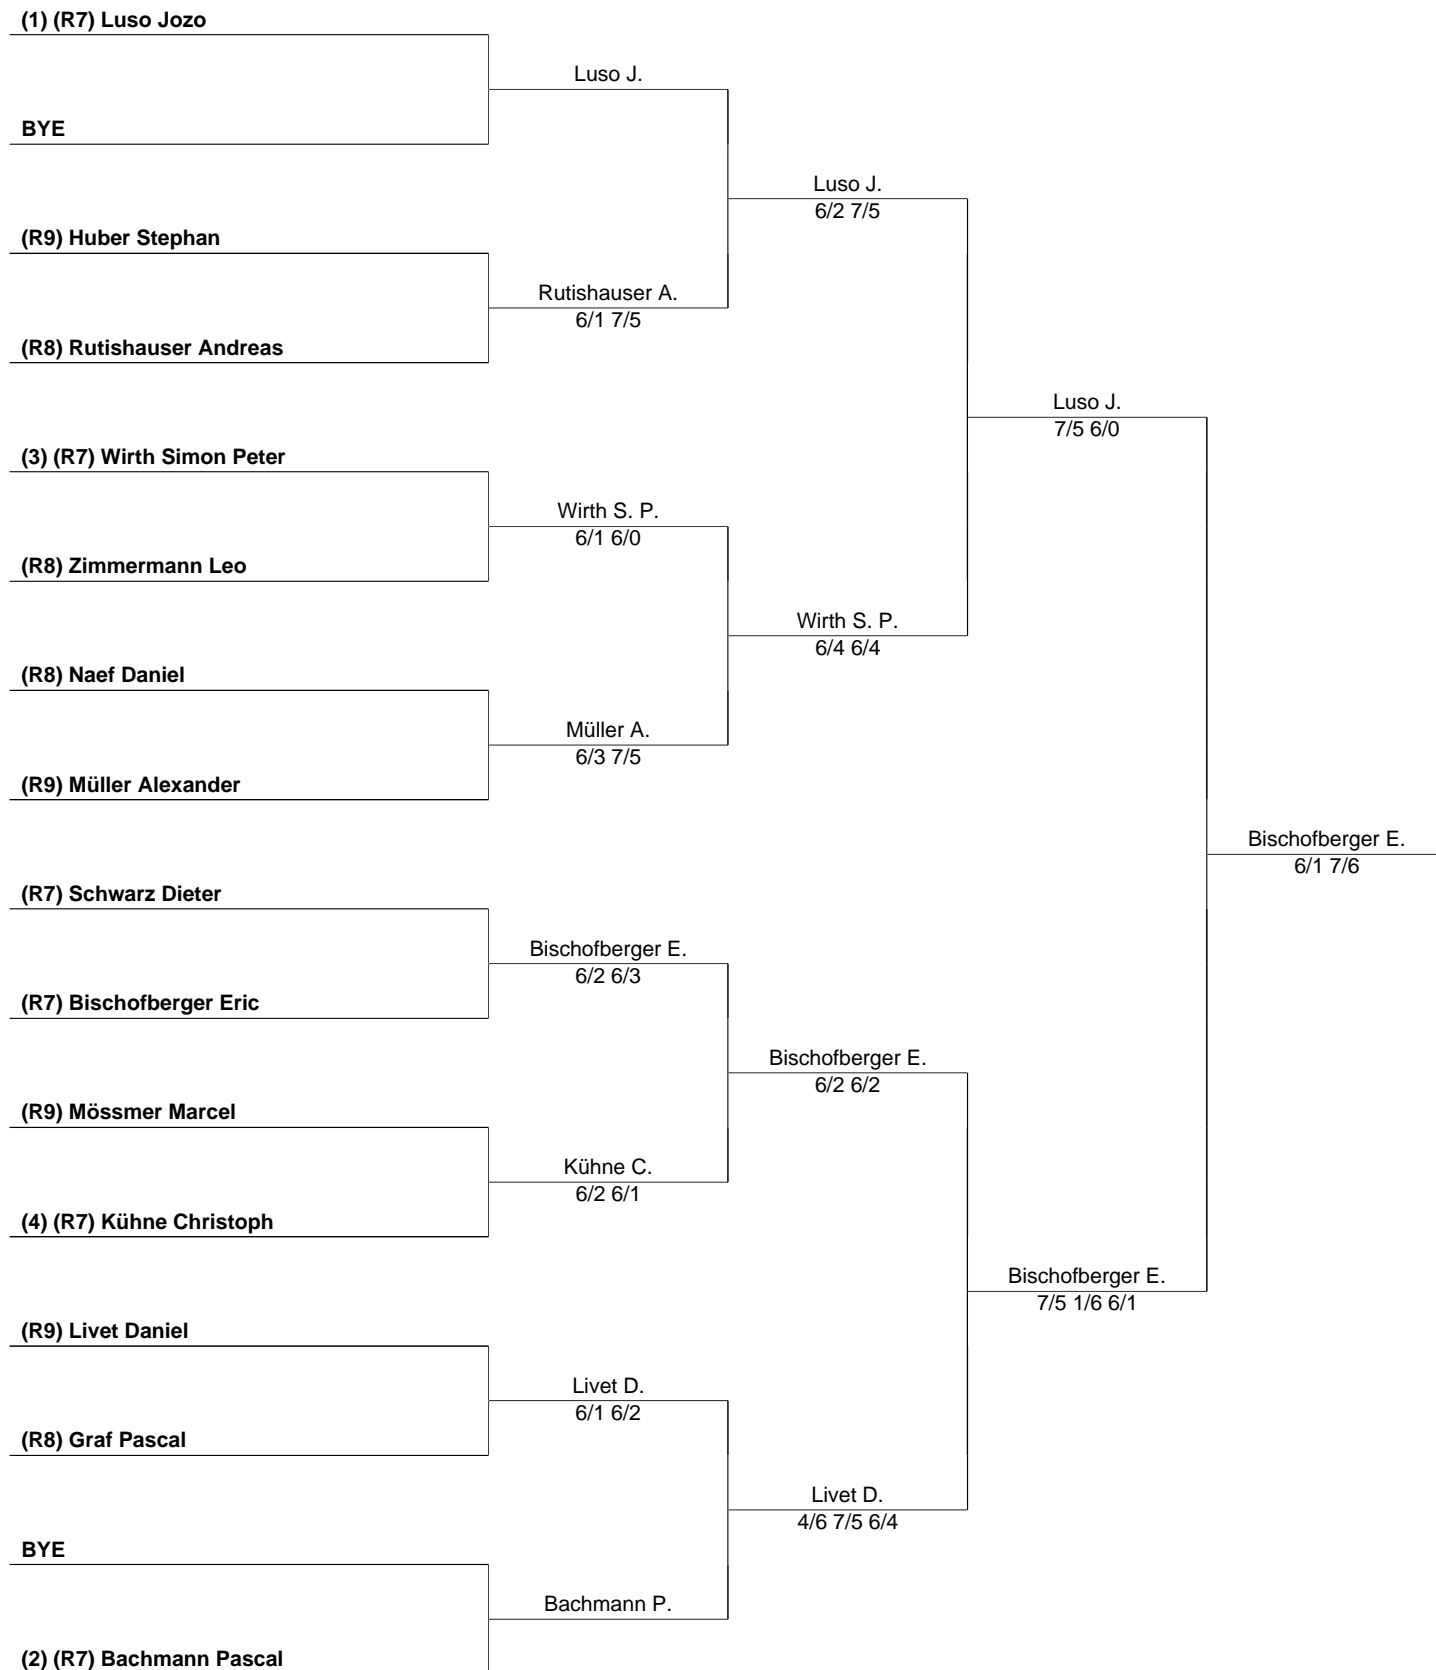 (1) (R7) Luso Jozo
Luso J.
BYE
Luso J.
6/2 7/5
(R9) Huber Stephan
Rutishauser A.
6/1 7/5
(R8) Rutishauser Andreas
Luso J.
7/5 6/0
(3) (R7) Wirth Simon Peter
Wirth S. P.
6/1 6/0
(R8) Zimmermann Leo
Wirth S. P.
6/4 6/4
(R8) Naef Daniel
Müller A.
6/3 7/5
(R9) Müller Alexander
Bischofberger E.
6/1 7/6
(R7) Schwarz Dieter
Bischofberger E.
6/2 6/3
(R7) Bischofberger Eric
Bischofberger E.
6/2 6/2
(R9) Mössmer Marcel
Kühne C.
6/2 6/1
(4) (R7) Kühne Christoph
Bischofberger E.
7/5 1/6 6/1
(R9) Livet Daniel
Livet D.
6/1 6/2
(R8) Graf Pascal
Livet D.
4/6 7/5 6/4
BYE
Bachmann P.
(2) (R7) Bachmann Pascal